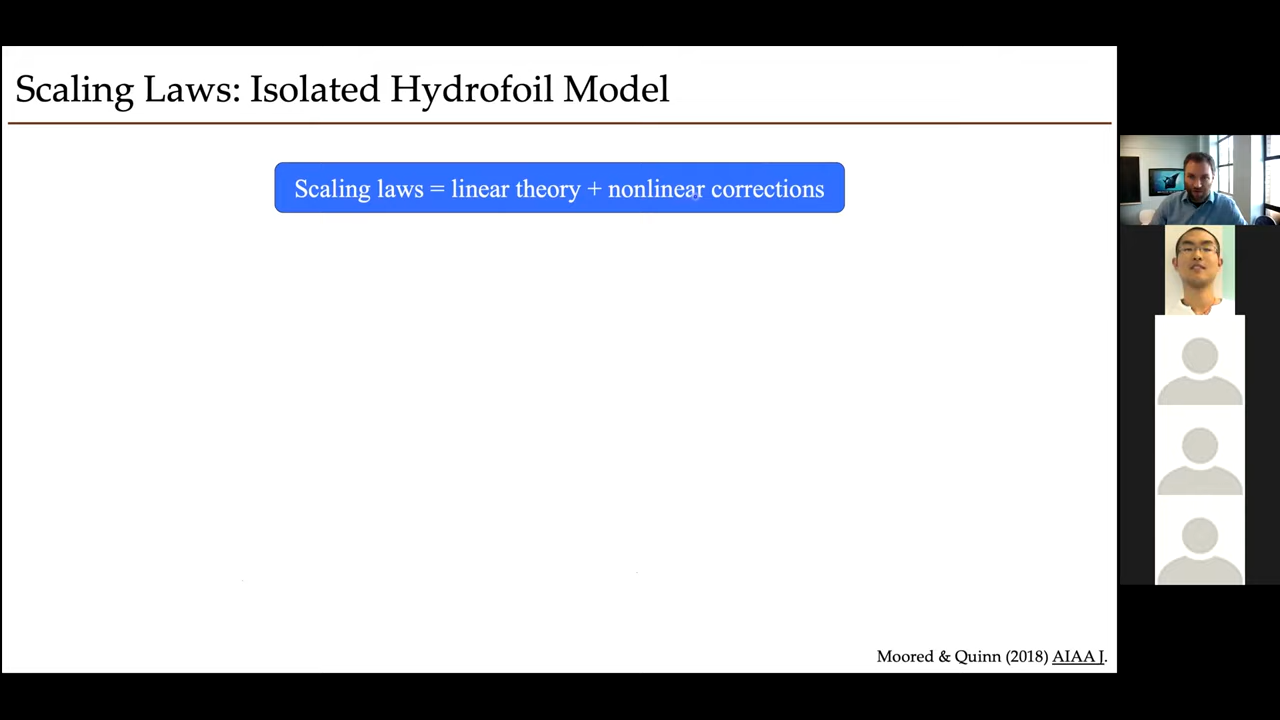 Scaling Laws: Isolated Hydrofoil Model
Scaling laws = linear theory + nonlinear corrections
Moored & Quinn (2018) AIAA J.